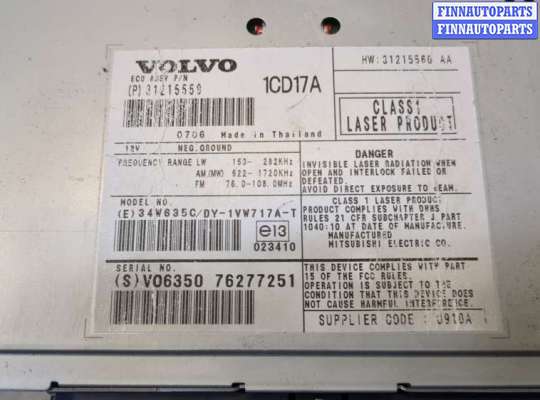 FINNAUTOPARTS
FINNAUTOPARTS
VOLVO
ECU ASSY P/N
(P) 31215559
1CD17A
HW: 31215560 AA
CLASS1
LASER PRODUCT
0706 Made in Thailand
12V NEG.GROUND
FREQUENCY RANGE LW 153- 282KHz
AM(MW) 522- 1720KHz
FM 76.0-108.0MHz
DANGER
INVISIBLE LASER RADIATION WHEN
OPEN AND INTERLOCK FAILED OR
DEFEATED.
AVOID DIRECT EXPOSURE TO BEAM.
MODEL NO.
(E)34W635C/DY-1VW717A-T
e13
023410
CLASS 1 LASER PRODUCT
PRODUCT COMPLIES WITH DHHS
RULES 21 CFR SUBCHAPTER J PART
1040:10 AT DATE OF MANUFACTURE.
MANUFACTURED
MITSUBISHI ELECTRIC CO.
SERIAL NO.
(S)V06350 76277251
THIS DEVICE COMPLIES WITH PART
15 OF THE FCC RULES.
OPERATION IS SUBJECT TO THE
CONDITION THAT THIS DEVICE DOES
NOT CAUSE HARMFUL INTERFERENCE.
SUPPLIER CODE : U910A
FINNAUTOPARTS
FINNAUTOPARTS